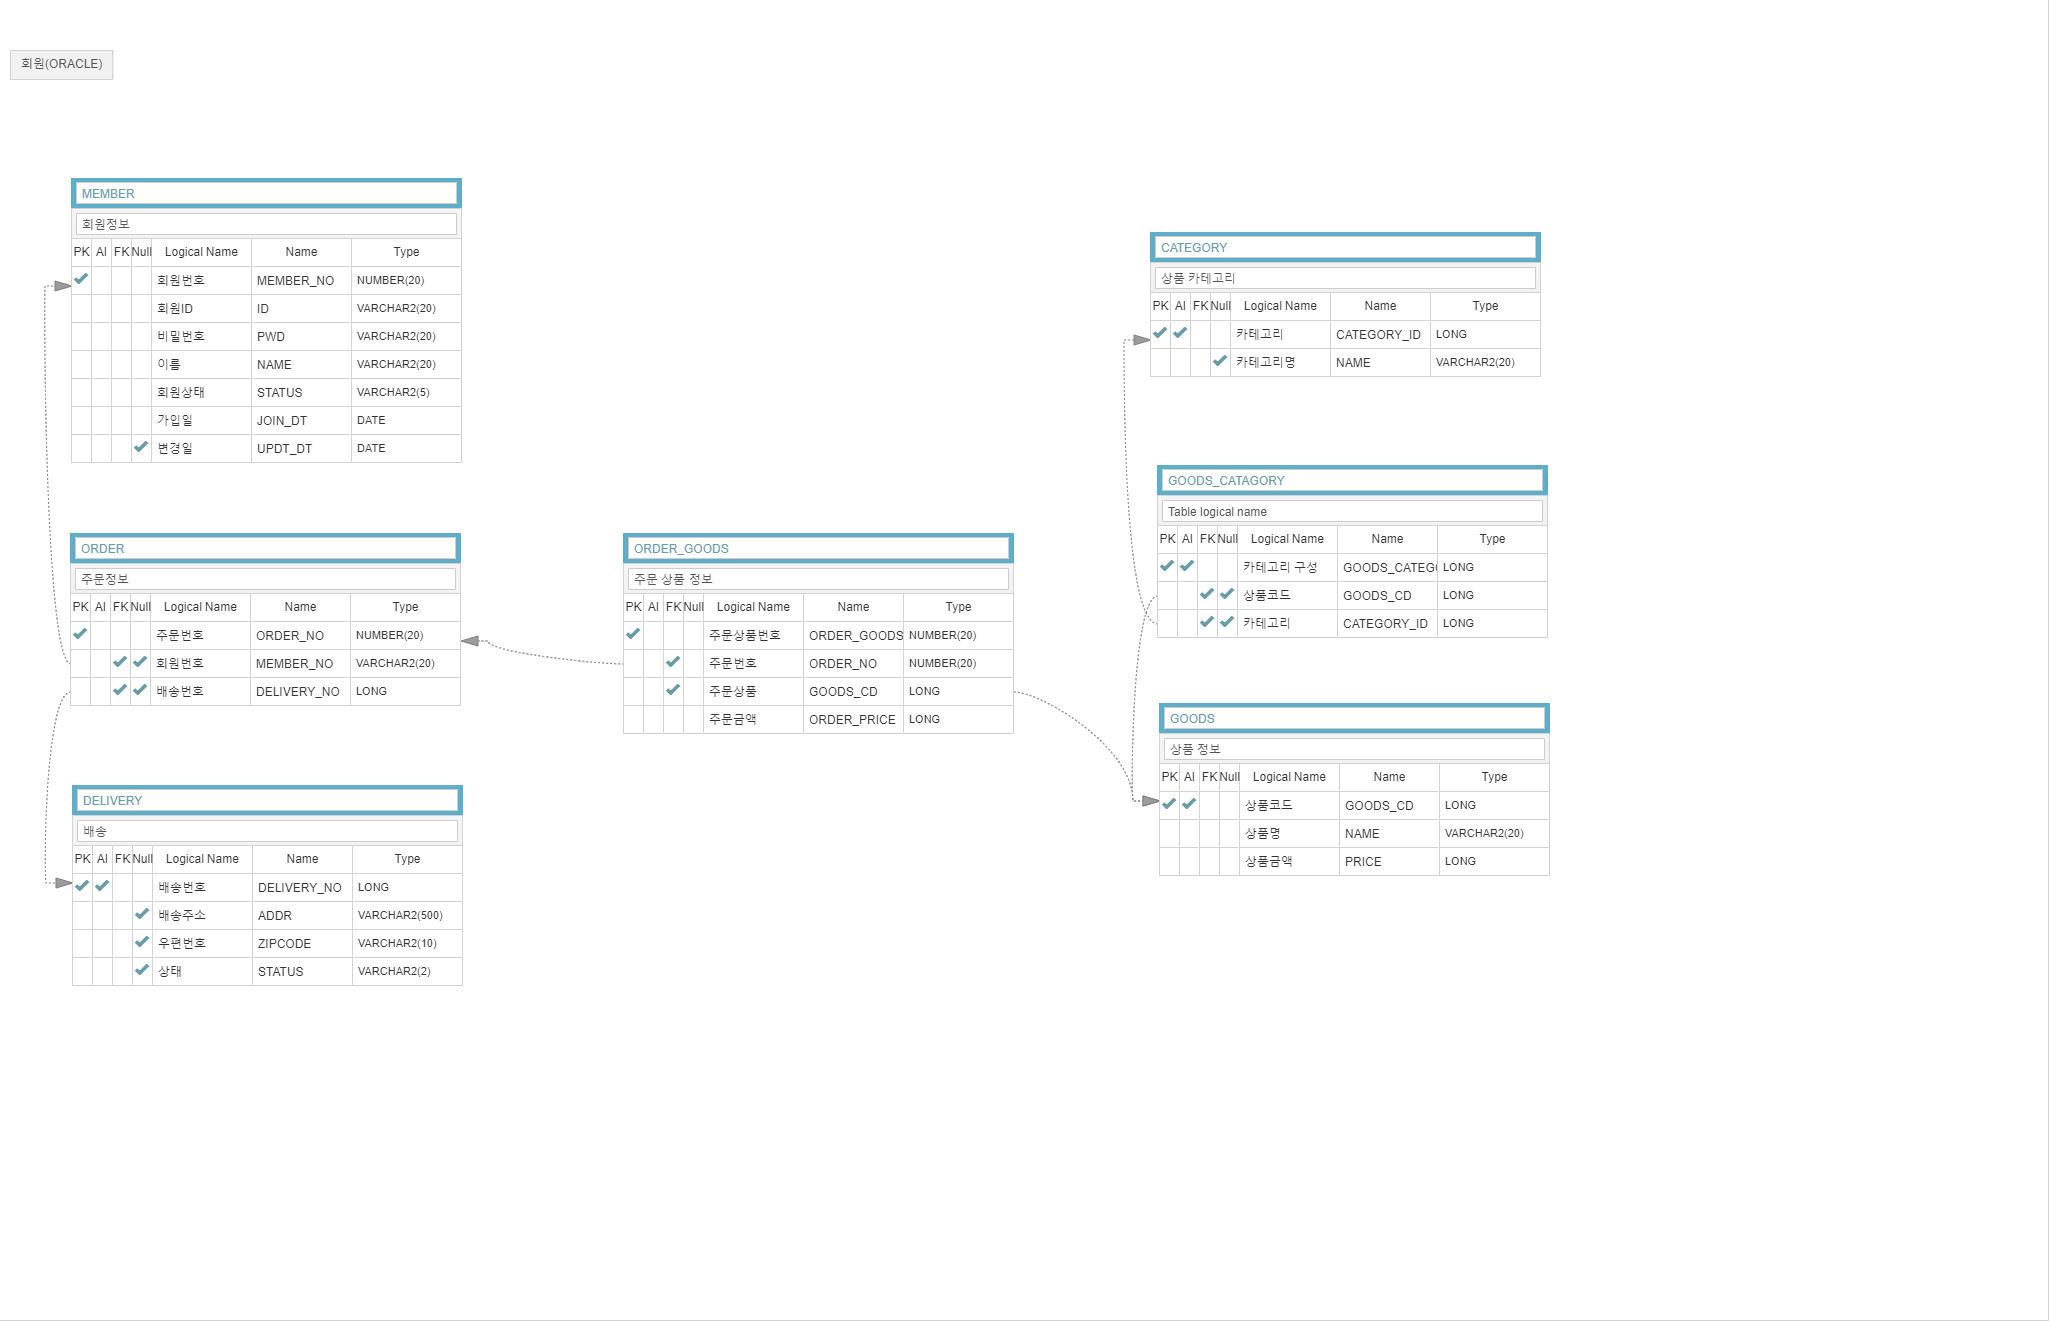 회원(ORACLE)
MEMBER
회원정보
PK AI FK Null Logical Name Name Type
회원번호 MEMBER_NO NUMBER(20)
회원ID ID VARCHAR2(20)
비밀번호 PWD VARCHAR2(20)
이름 NAME VARCHAR2(20)
회원상태 STATUS VARCHAR2(5)
가입일 JOIN_DT DATE
변경일 UPDT_DT DATE
ORDER
주문정보
PK AI FK Null Logical Name Name Type
주문번호 ORDER_NO NUMBER(20)
회원번호 MEMBER_NO VARCHAR2(20)
배송번호 DELIVERY_NO LONG
DELIVERY
배송
PK AI FK Null Logical Name Name Type
배송번호 DELIVERY_NO LONG
배송주소 ADDR VARCHAR2(500)
우편번호 ZIPCODE VARCHAR2(10)
상태 STATUS VARCHAR2(2)
ORDER_GOODS
주문 상품 정보
PK AI FK Null Logical Name Name Type
주문상품번호 ORDER_GOODS NUMBER(20)
주문번호 ORDER_NO NUMBER(20)
주문상품 GOODS_CD LONG
주문금액 ORDER_PRICE LONG
CATEGORY
상품 카테고리
PK AI FK Null Logical Name Name Type
카테고리 CATEGORY_ID LONG
카테고리명 NAME VARCHAR2(20)
GOODS_CATAGORY
Table logical name
PK AI FK Null Logical Name Name Type
카테고리 구성 GOODS_CATEG LONG
상품코드 GOODS_CD LONG
카테고리 CATEGORY_ID LONG
GOODS
상품 정보
PK AI FK Null Logical Name Name Type
상품코드 GOODS_CD LONG
상품명 NAME VARCHAR2(20)
상품금액 PRICE LONG